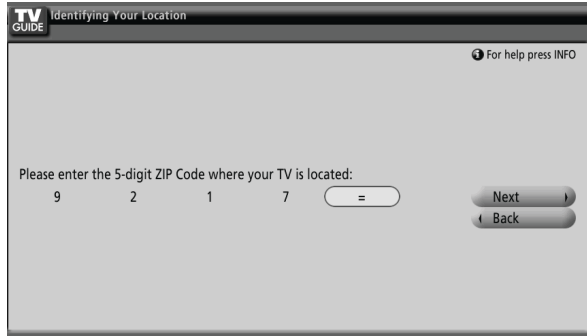 TV
GUIDE
Identifying Your Location
For help press INFO
Please enter the 5-digit ZIP Code where your TV is located:
9 2 1 7 =
Next
Back